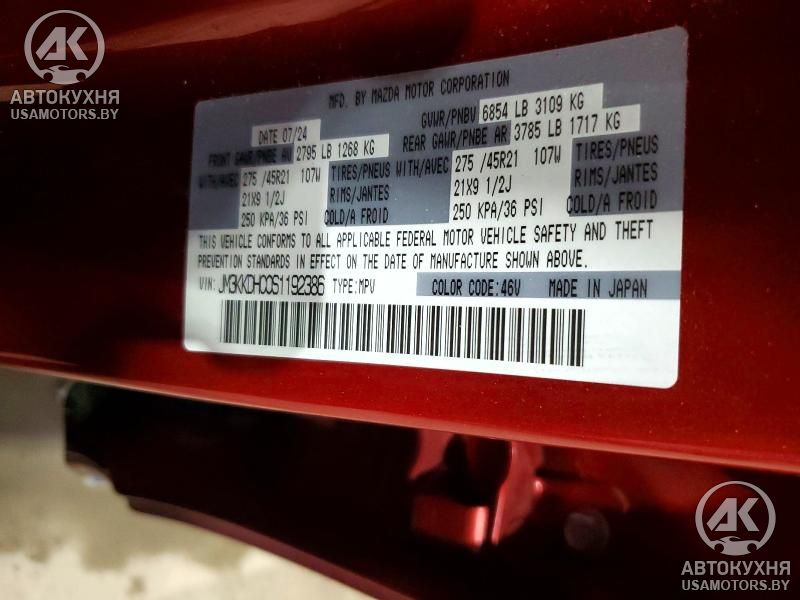 AK
АВТОКУХНЯ
USAMOTORS.BY
MFD. BY MAZDA MOTOR CORPORATION
DATE 07/24 GVWR/PNBV 6854 LB 3109 KG
FRONT GAWR/PNBE AV 2795 LB 1268 KG REAR GAWR/PNBE AR 3785 LB 1717 KG
WITH/AVEC 275 /45R21 107W TIRES/PNEUS WITH/AVEC 275 /45R21 107W TIRES/PNEUS
21X9 1/2J RIMS/JANTES 21X9 1/2J RIMS/JANTES
250 KPA/36 PSI COLD/A FROID 250 KPA/36 PSI COLD/A FROID
THIS VEHICLE CONFORMS TO ALL APPLICABLE FEDERAL MOTOR VEHICLE SAFETY AND THEFT
PREVENTION STANDARDS IN EFFECT ON THE DATE OF MANUFACTURE SHOWN ABOVE.
VIN: JM3KKDHC0S1192386 TYPE:MPV COLOR CODE:46V MADE IN JAPAN
AK
АВТОКУХНЯ
USAMOTORS.BY